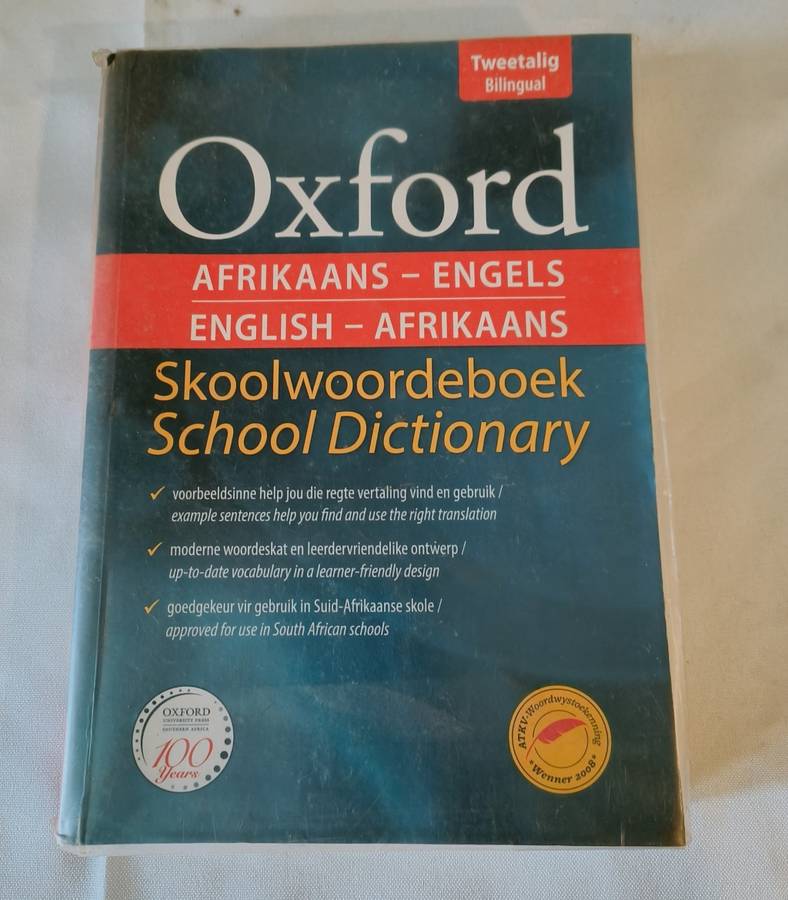 Tweetalig
Bilingual
Oxford
AFRIKAANS – ENGELS
ENGLISH – AFRIKAANS
Skoolwoordeboek
School Dictionary
✓ voorbeeldsinne help jou die regte vertaling vind en gebruik /
example sentences help you find and use the right translation
✓ moderne woordeskat en leerdervriendelike ontwerp /
up-to-date vocabulary in a learner-friendly design
✓ goedgekeur vir gebruik in Suid-Afrikaanse skole /
approved for use in South African schools
OXFORD
UNIVERSITY PRESS
SOUTHERN AFRICA
100
Years
ATKV-Woordwystoekenning
*Wenner 2008*